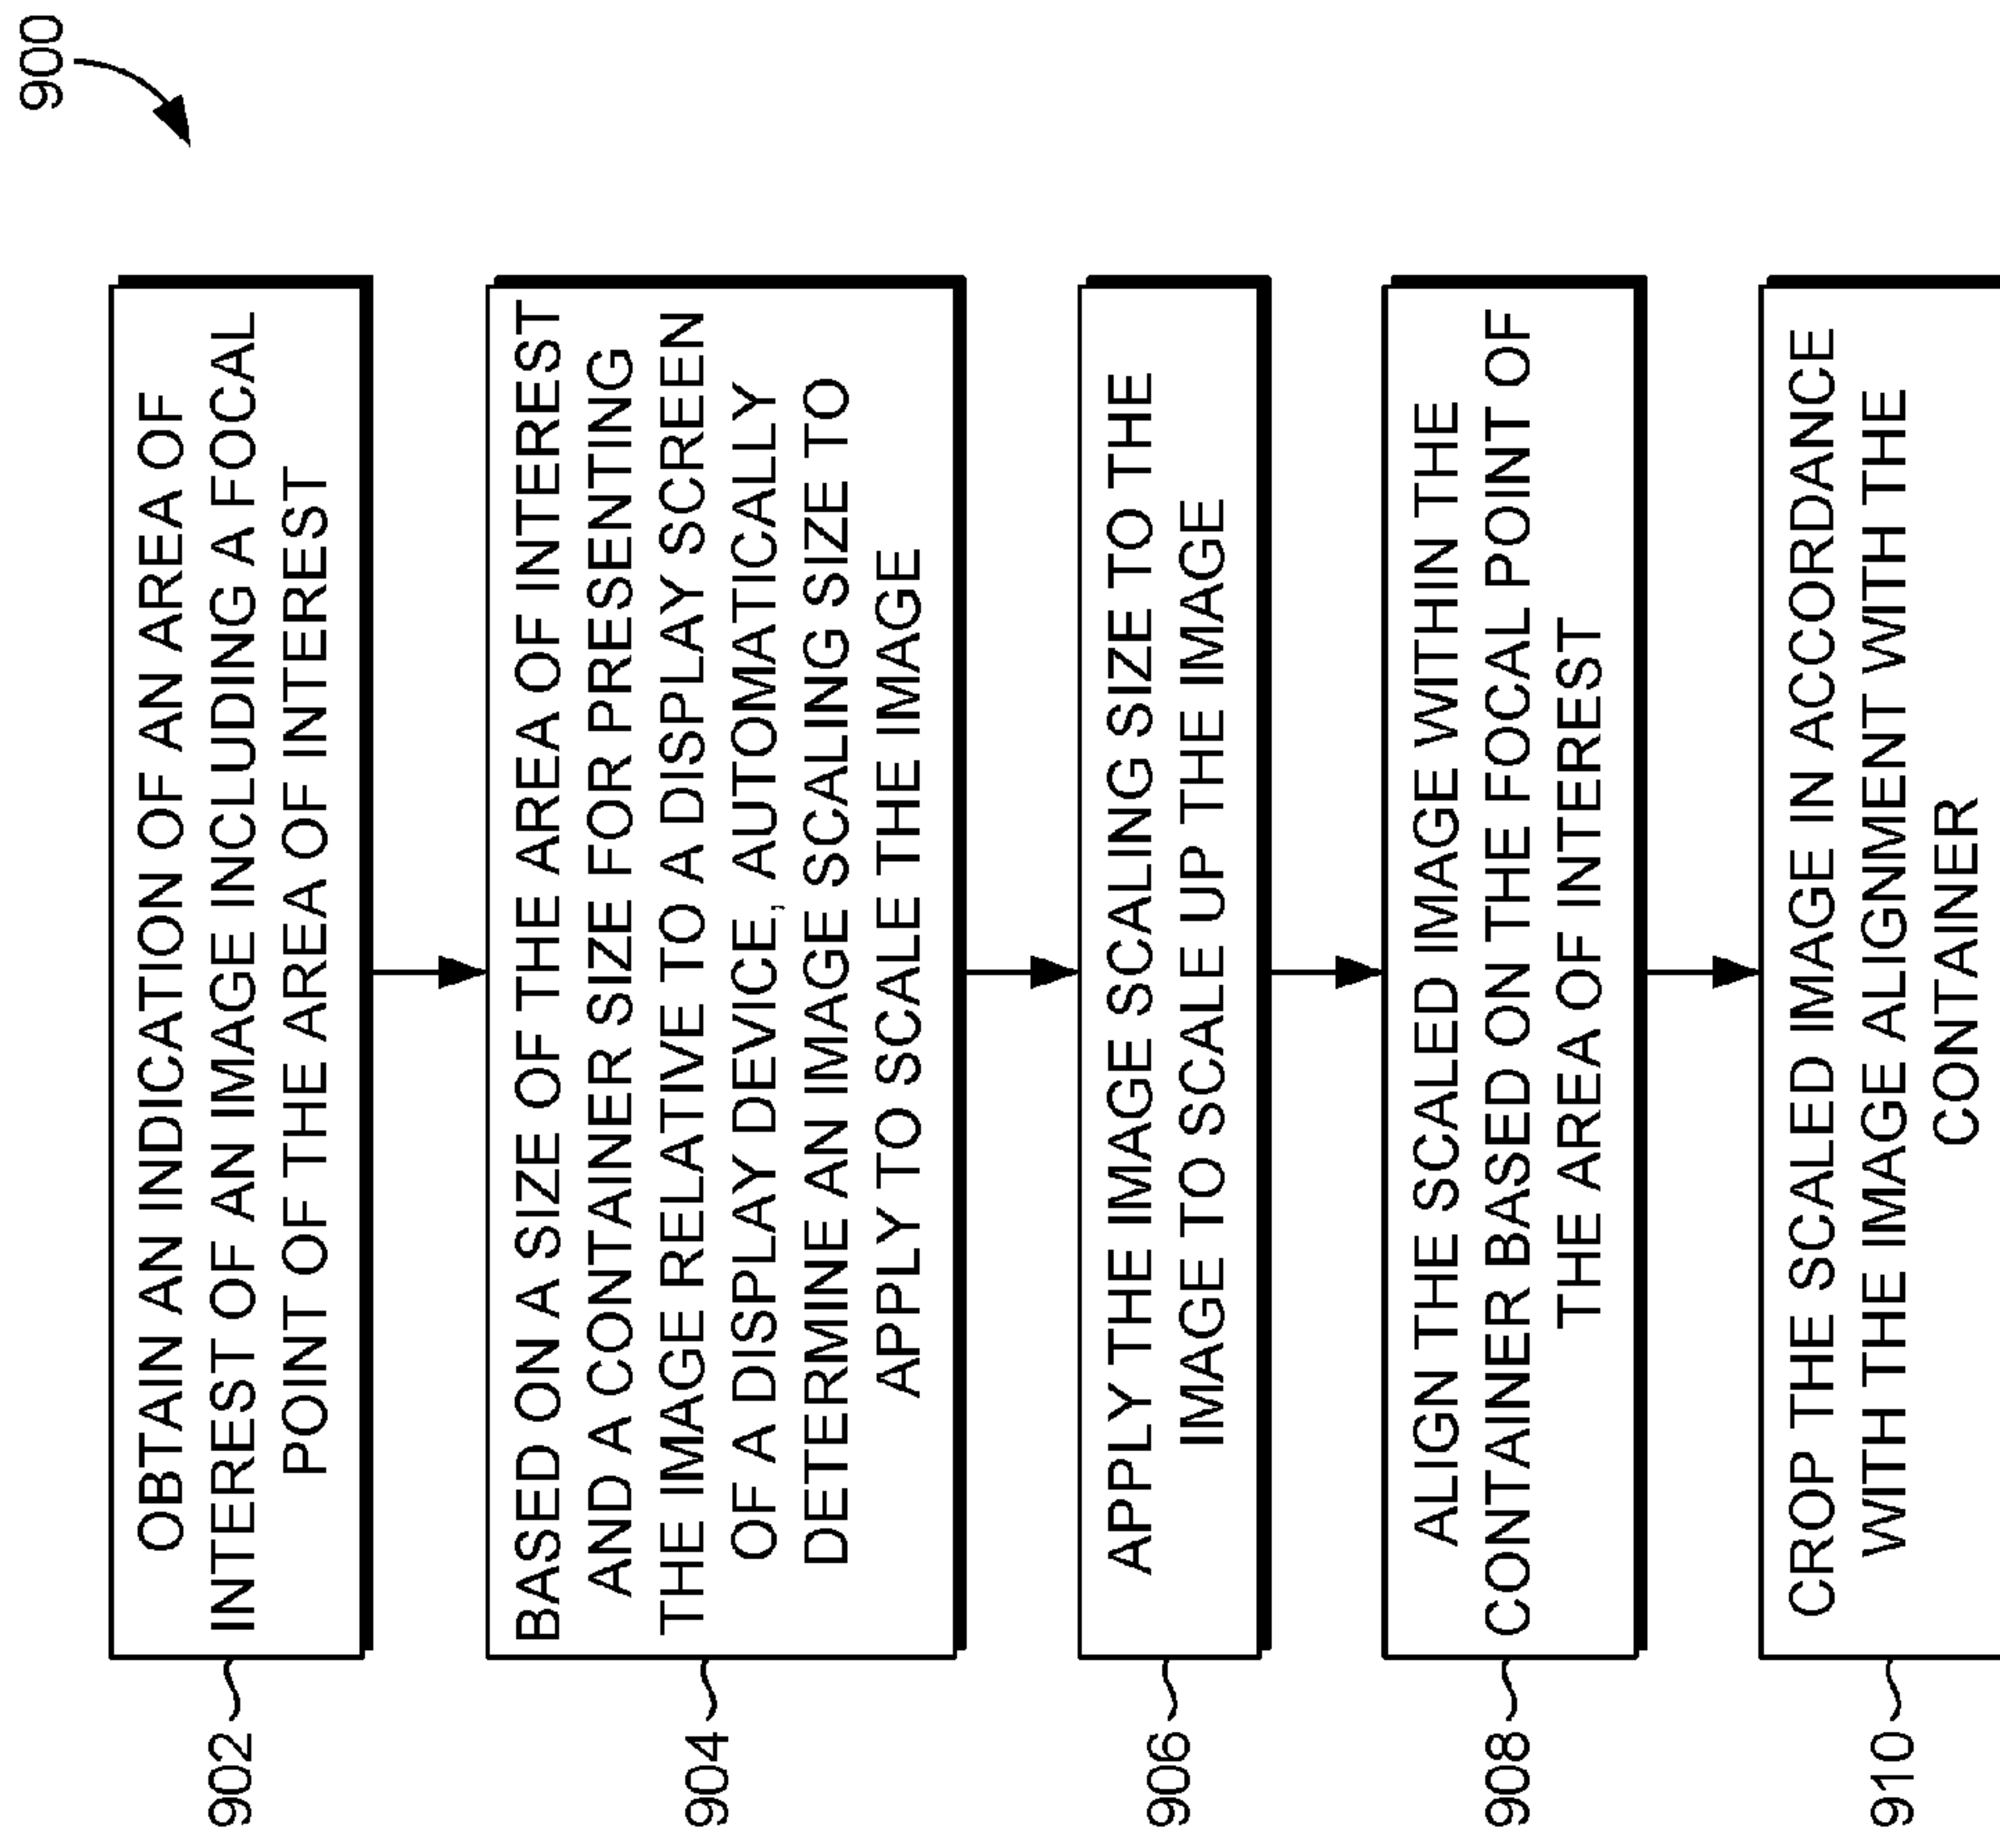 900
902
OBTAIN AN INDICATION OF AN AREA OF
INTEREST OF AN IMAGE INCLUDING A FOCAL
POINT OF THE AREA OF INTEREST
904
BASED ON A SIZE OF THE AREA OF INTEREST
AND A CONTAINER SIZE FOR PRESENTING
THE IMAGE RELATIVE TO A DISPLAY SCREEN
OF A DISPLAY DEVICE, AUTOMATICALLY
DETERMINE AN IMAGE SCALING SIZE TO
APPLY TO SCALE THE IMAGE
906
APPLY THE IMAGE SCALING SIZE TO THE
IMAGE TO SCALE UP THE IMAGE
908
ALIGN THE SCALED IMAGE WITHIN THE
CONTAINER BASED ON THE FOCAL POINT OF
THE AREA OF INTEREST
910
CROP THE SCALED IMAGE IN ACCORDANCE
WITH THE IMAGE ALIGNMENT WITH THE
CONTAINER